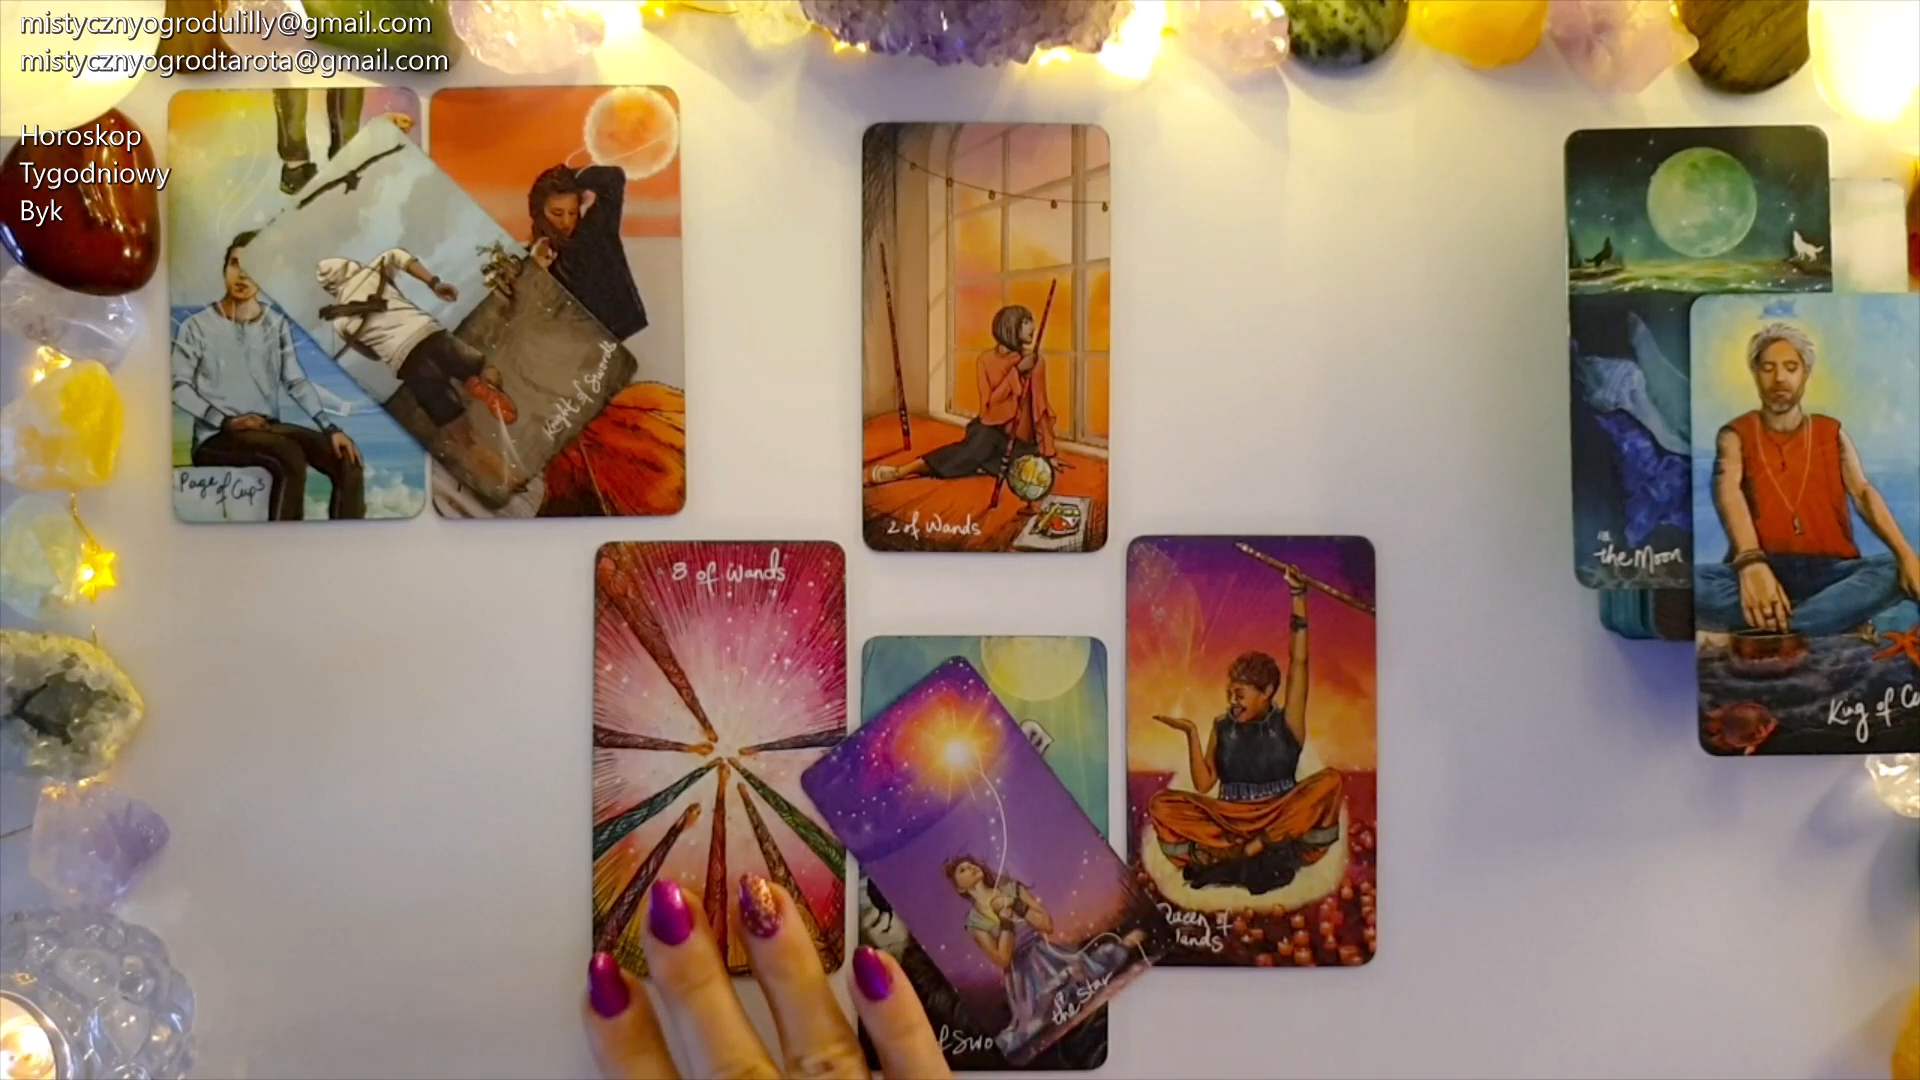 mistycznyogrodulilly@gmail.com
mistycznyogrodtarota@gmail.com
Horoskop
Tygodniowy
Byk
Page of Cups
Knight of Swords
2 of Wands
18
the Moon
King of
8 of Wands
Queen of
the Star